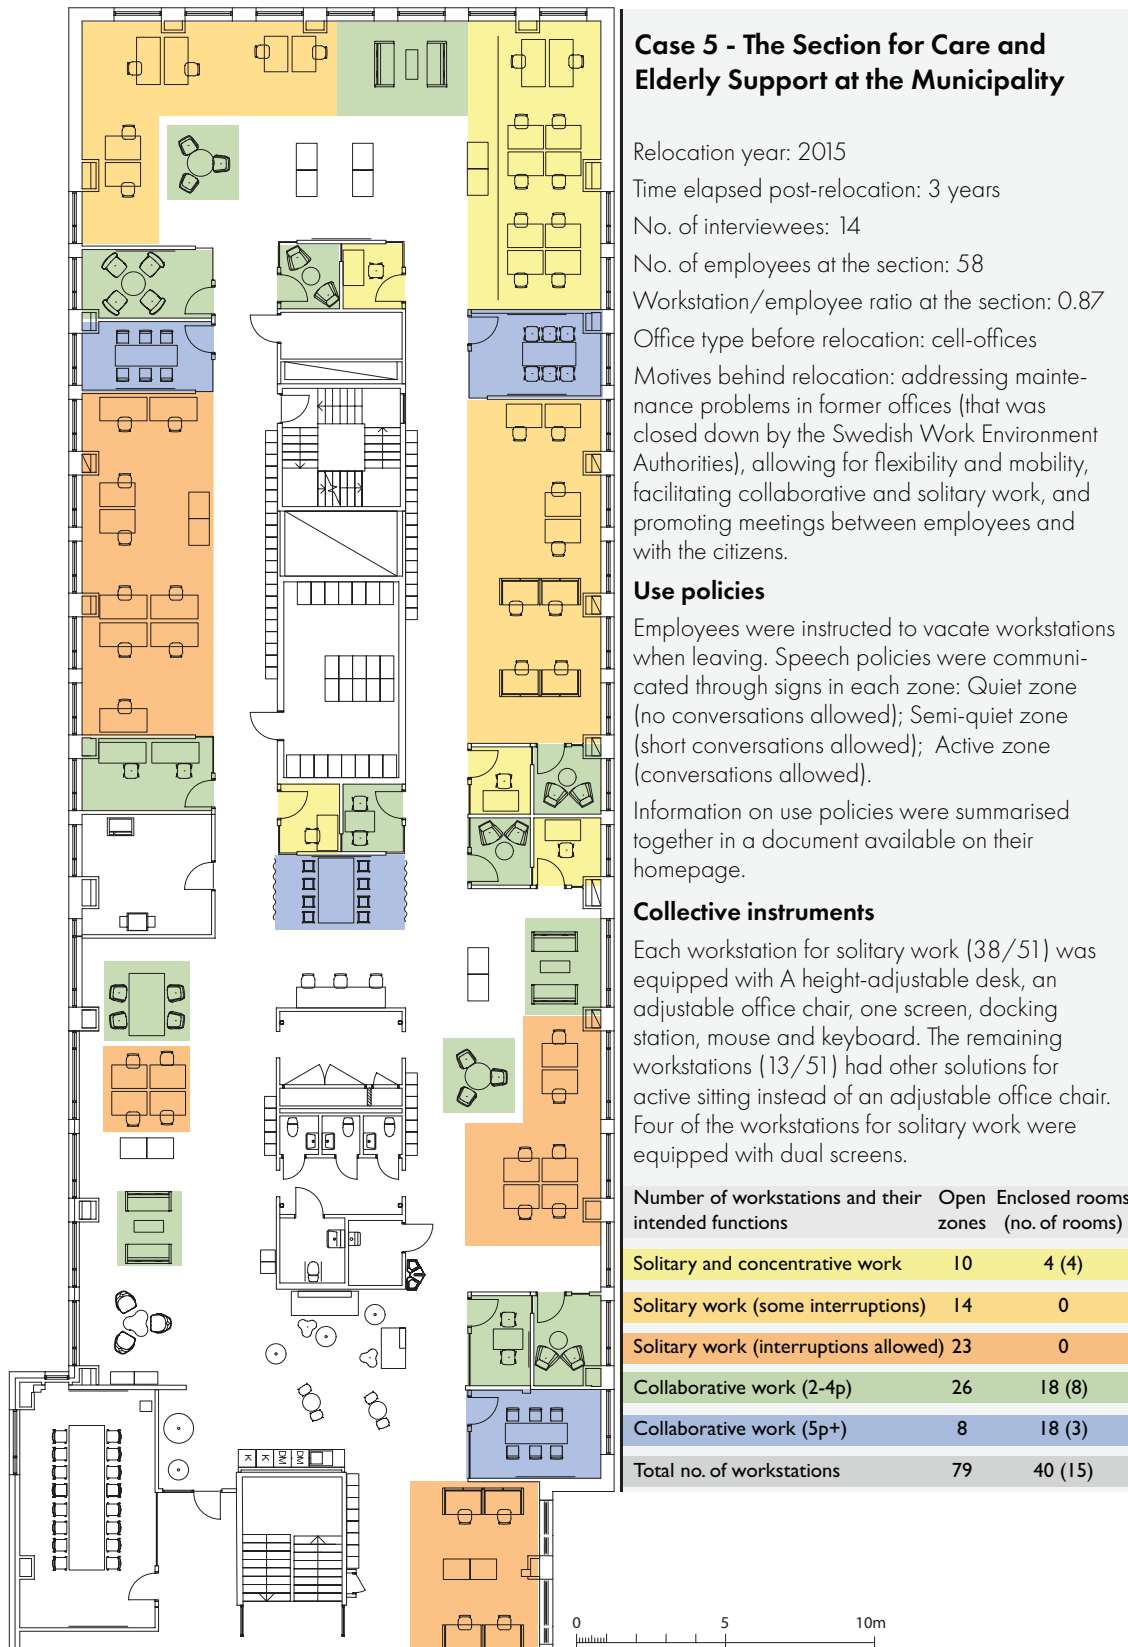 Case 5 - The Section for Care and
Elderly Support at the Municipality
Relocation year: 2015
Time elapsed post-relocation: 3 years
No. of interviewees: 14
No. of employees at the section: 58
Workstation/employee ratio at the section: 0.87
Office type before relocation: cell-offices
Motives behind relocation: addressing mainte-
nance problems in former offices (that was
closed down by the Swedish Work Environment
Authorities), allowing for flexibility and mobility,
facilitating collaborative and solitary work, and
promoting meetings between employees and
with the citizens.
Use policies
Employees were instructed to vacate workstations
when leaving. Speech policies were communi-
cated through signs in each zone: Quiet zone
(no conversations allowed); Semi-quiet zone
(short conversations allowed); Active zone
(conversations allowed).
Information on use policies were summarised
together in a document available on their
homepage.
Collective instruments
Each workstation for solitary work (38/51) was
equipped with A height-adjustable desk, an
adjustable office chair, one screen, docking
station, mouse and keyboard. The remaining
workstations (13/51) had other solutions for
active sitting instead of an adjustable office chair.
Four of the workstations for solitary work were
equipped with dual screens.
Number of workstations and their Open Enclosed rooms
intended functions zones (no. of rooms)
Solitary and concentrative work 10 4 (4)
Solitary work (some interruptions) 14 0
Solitary work (interruptions allowed) 23 0
Collaborative work (2-4p) 26 18 (8)
Collaborative work (5p+) 8 18 (3)
Total no. of workstations 79 40 (15)
K K DM DM
0 5 10m